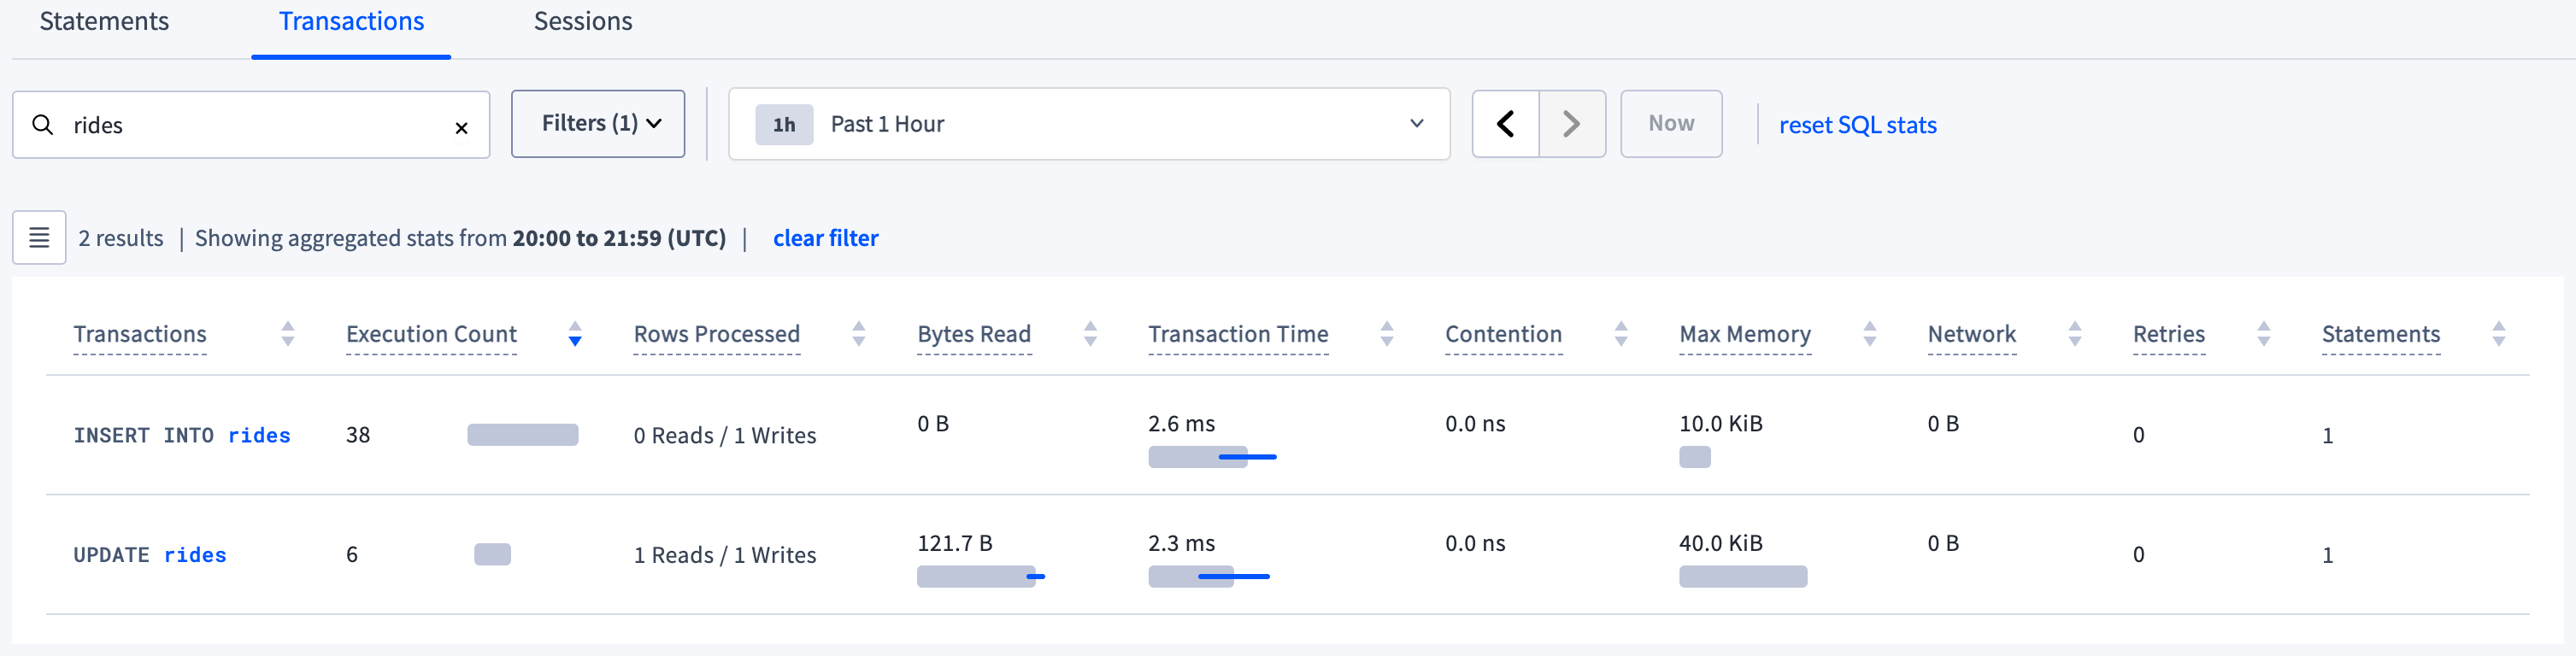 Statements Transactions Sessions
rides × Filters (1) 1h Past 1 Hour Now reset SQL stats
2 results | Showing aggregated stats from 20:00 to 21:59 (UTC) | clear filter
Transactions Execution Count Rows Processed Bytes Read Transaction Time Contention Max Memory Network Retries Statements
INSERT INTO rides 38 0 Reads / 1 Writes 0 B 2.6 ms 0.0 ns 10.0 KiB 0 B 0 1
UPDATE rides 6 1 Reads / 1 Writes 121.7 B 2.3 ms 0.0 ns 40.0 KiB 0 B 0 1